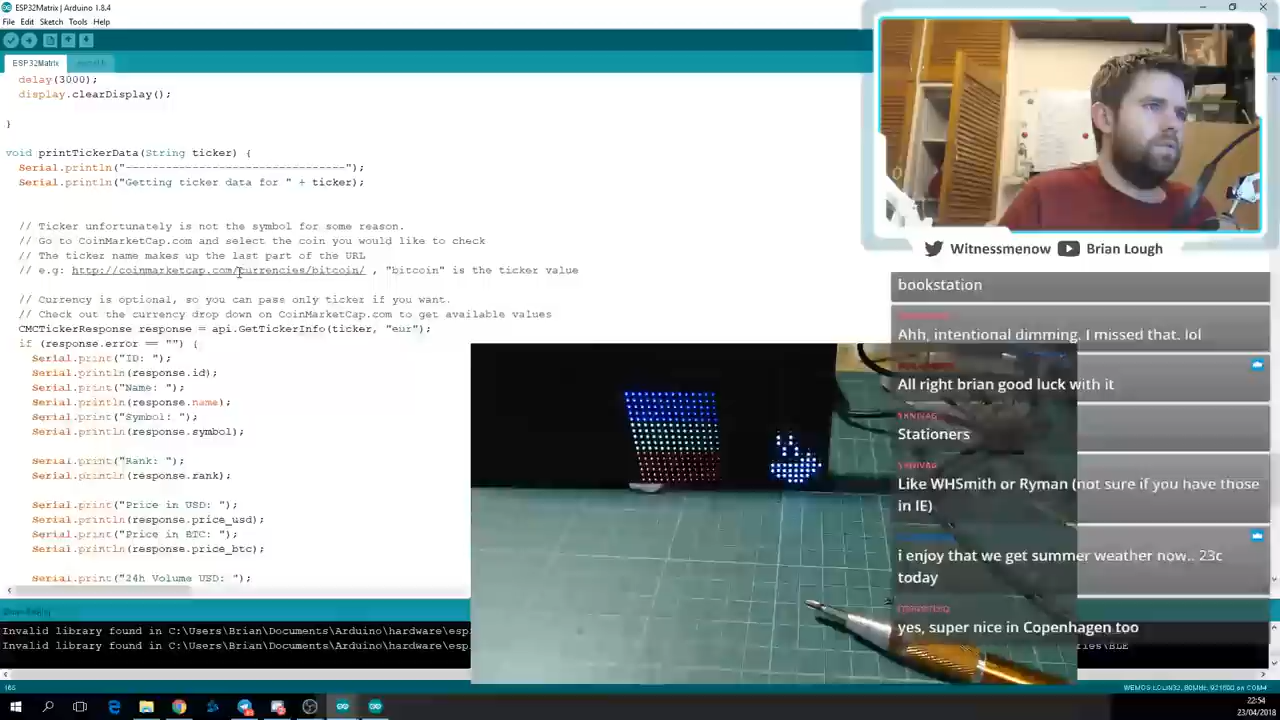 ESP32Matrix | Arduino 1.8.4
File Edit Sketch Tools Help
ESP32Matrix
delay(3000);
display.clearDisplay();
}
void printTickerData(String ticker) {
Serial.println("---------------------------------");
Serial.println("Getting ticker data for " + ticker);
// Ticker unfortunately is not the symbol for some reason.
// Go to CoinMarketCap.com and select the coin you would like to check
// The ticker name makes up the last part of the URL
// e.g: http://coinmarketcap.com/currencies/bitcoin/ , "bitcoin" is the ticker value
// Currency is optional, so you can pass only ticker if you want.
// Check out the currency drop down on CoinMarketCap.com to get available values
CMCTickerResponse response = api.GetTickerInfo(ticker, "eur");
if (response.error == "") {
Serial.print("ID: ");
Serial.println(response.id);
Serial.print("Name: ");
Serial.println(response.name);
Serial.print("Symbol: ");
Serial.println(response.symbol);
Serial.print("Rank: ");
Serial.println(response.rank);
Serial.print("Price in USD: ");
Serial.println(response.price_usd);
Serial.print("Price in BTC: ");
Serial.println(response.price_btc);
Serial.print("24h Volume USD: ");
Invalid library found in C:\Users\Brian\Documents\Arduino\hardware\esp
Invalid library found in C:\Users\Brian\Documents\Arduino\hardware\esp
165
Witnessmenow Brian Lough
bookstation
Ahh, intentional dimming. I missed that. lol
All right brian good luck with it
Stationers
Like WHSmith or Ryman (not sure if you have those
in IE)
i enjoy that we get summer weather now.. 23c
today
yes, super nice in Copenhagen too
22:54
23/04/2018